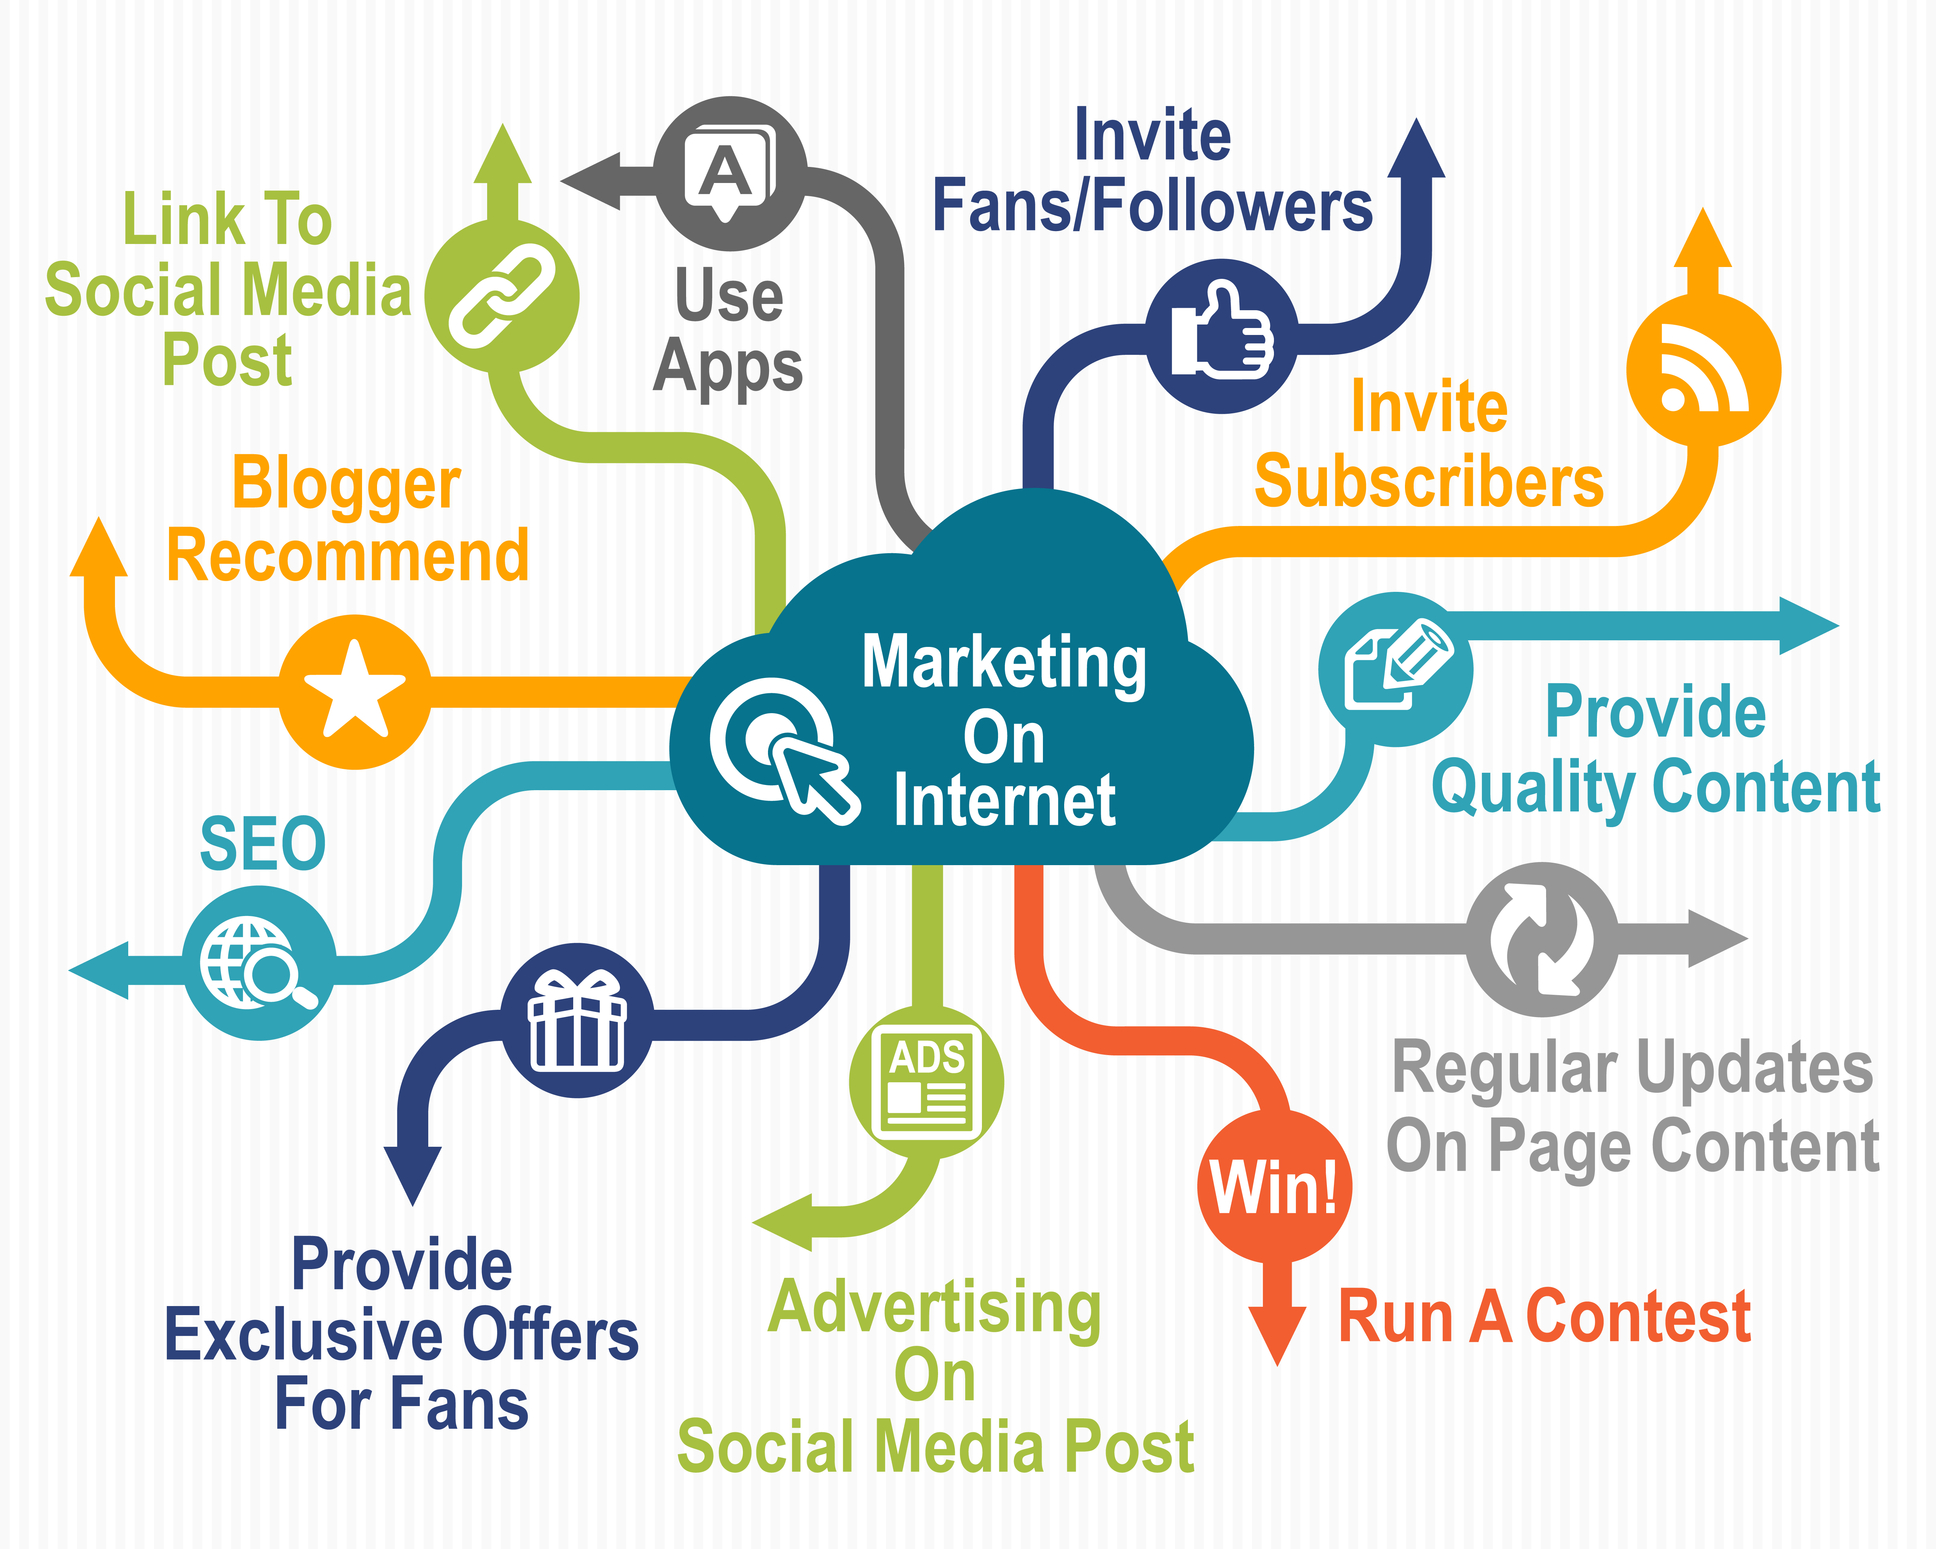 Link To
Social Media
Post
A
Use
Apps
Invite
Fans/Followers
Invite
Subscribers
Blogger
Recommend
Marketing
On
Internet
Provide
Quality Content
SEO
Regular Updates
On Page Content
Provide
Exclusive Offers
For Fans
ADS
Advertising
On
Social Media Post
Win!
Run A Contest